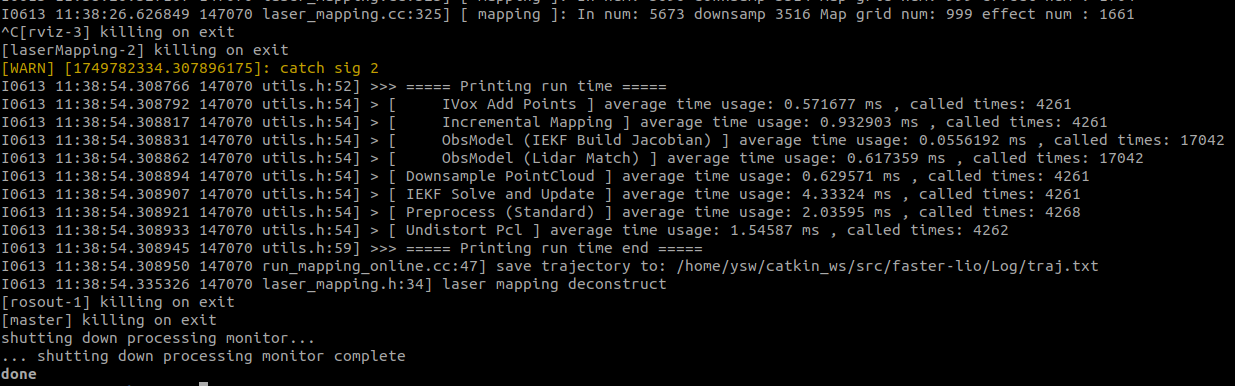 I0613 11:38:26.626849 147070 laser_mapping.cc:325] [ mapping ]: In num: 5673 downsamp 3516 Map grid num: 999 effect num : 1661
^C[rviz-3] killing on exit
[laserMapping-2] killing on exit
[WARN] [1749782334.307896175]: catch sig 2
I0613 11:38:54.308766 147070 utils.h:52] >>> ===== Printing run time =====
I0613 11:38:54.308792 147070 utils.h:54] > [     IVox Add Points ] average time usage: 0.571677 ms , called times: 4261
I0613 11:38:54.308817 147070 utils.h:54] > [     Incremental Mapping ] average time usage: 0.932903 ms , called times: 4261
I0613 11:38:54.308831 147070 utils.h:54] > [     ObsModel (IEKF Build Jacobian) ] average time usage: 0.0556192 ms , called times: 17042
I0613 11:38:54.308862 147070 utils.h:54] > [     ObsModel (Lidar Match) ] average time usage: 0.617359 ms , called times: 17042
I0613 11:38:54.308894 147070 utils.h:54] > [ Downsample PointCloud ] average time usage: 0.629571 ms , called times: 4261
I0613 11:38:54.308907 147070 utils.h:54] > [ IEKF Solve and Update ] average time usage: 4.33324 ms , called times: 4261
I0613 11:38:54.308921 147070 utils.h:54] > [ Preprocess (Standard) ] average time usage: 2.03595 ms , called times: 4268
I0613 11:38:54.308933 147070 utils.h:54] > [ Undistort Pcl ] average time usage: 1.54587 ms , called times: 4262
I0613 11:38:54.308945 147070 utils.h:59] >>> ===== Printing run time end =====
I0613 11:38:54.308950 147070 run_mapping_online.cc:47] save trajectory to: /home/ysw/catkin_ws/src/faster-lio/Log/traj.txt
I0613 11:38:54.335326 147070 laser_mapping.h:34] laser mapping deconstruct
[rosout-1] killing on exit
[master] killing on exit
shutting down processing monitor...
... shutting down processing monitor complete
done